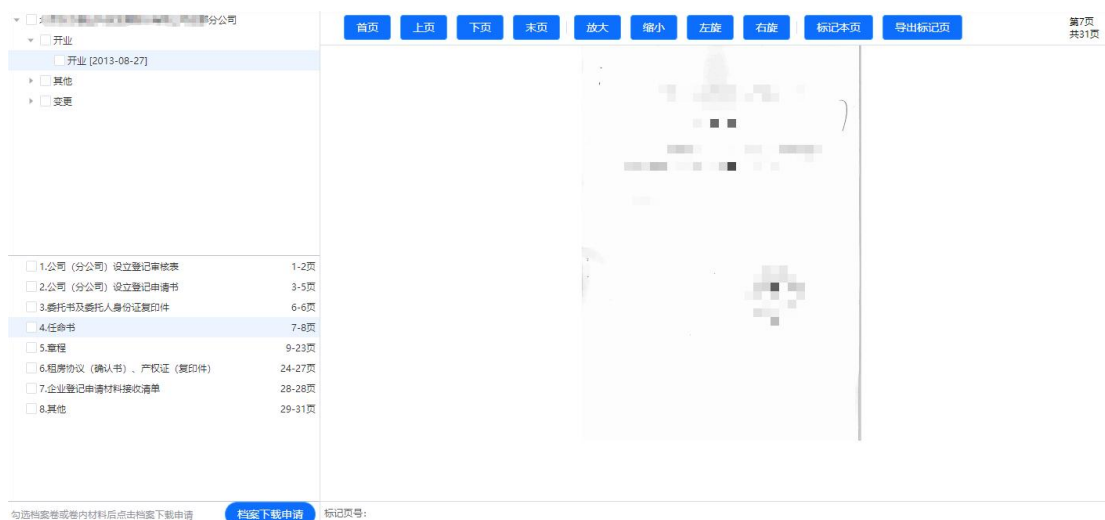 分公司
开业
开业 [2013-08-27]
其他
变更
首页 上页 下页 末页 放大 缩小 左旋 右旋 标记本页 导出标记页
第7页
共31页
1.公司（分公司）设立登记审核表 1-2页
2.公司（分公司）设立登记申请书 3-5页
3.委托书及委托人身份证复印件 6-6页
4.任命书 7-8页
5.章程 9-23页
6.租房协议（确认书）、产权证（复印件） 24-27页
7.企业登记申请材料接收清单 28-28页
8.其他 29-31页
勾选档案卷或卷内材料后点击档案下载申请 档案下载申请 标记页号：